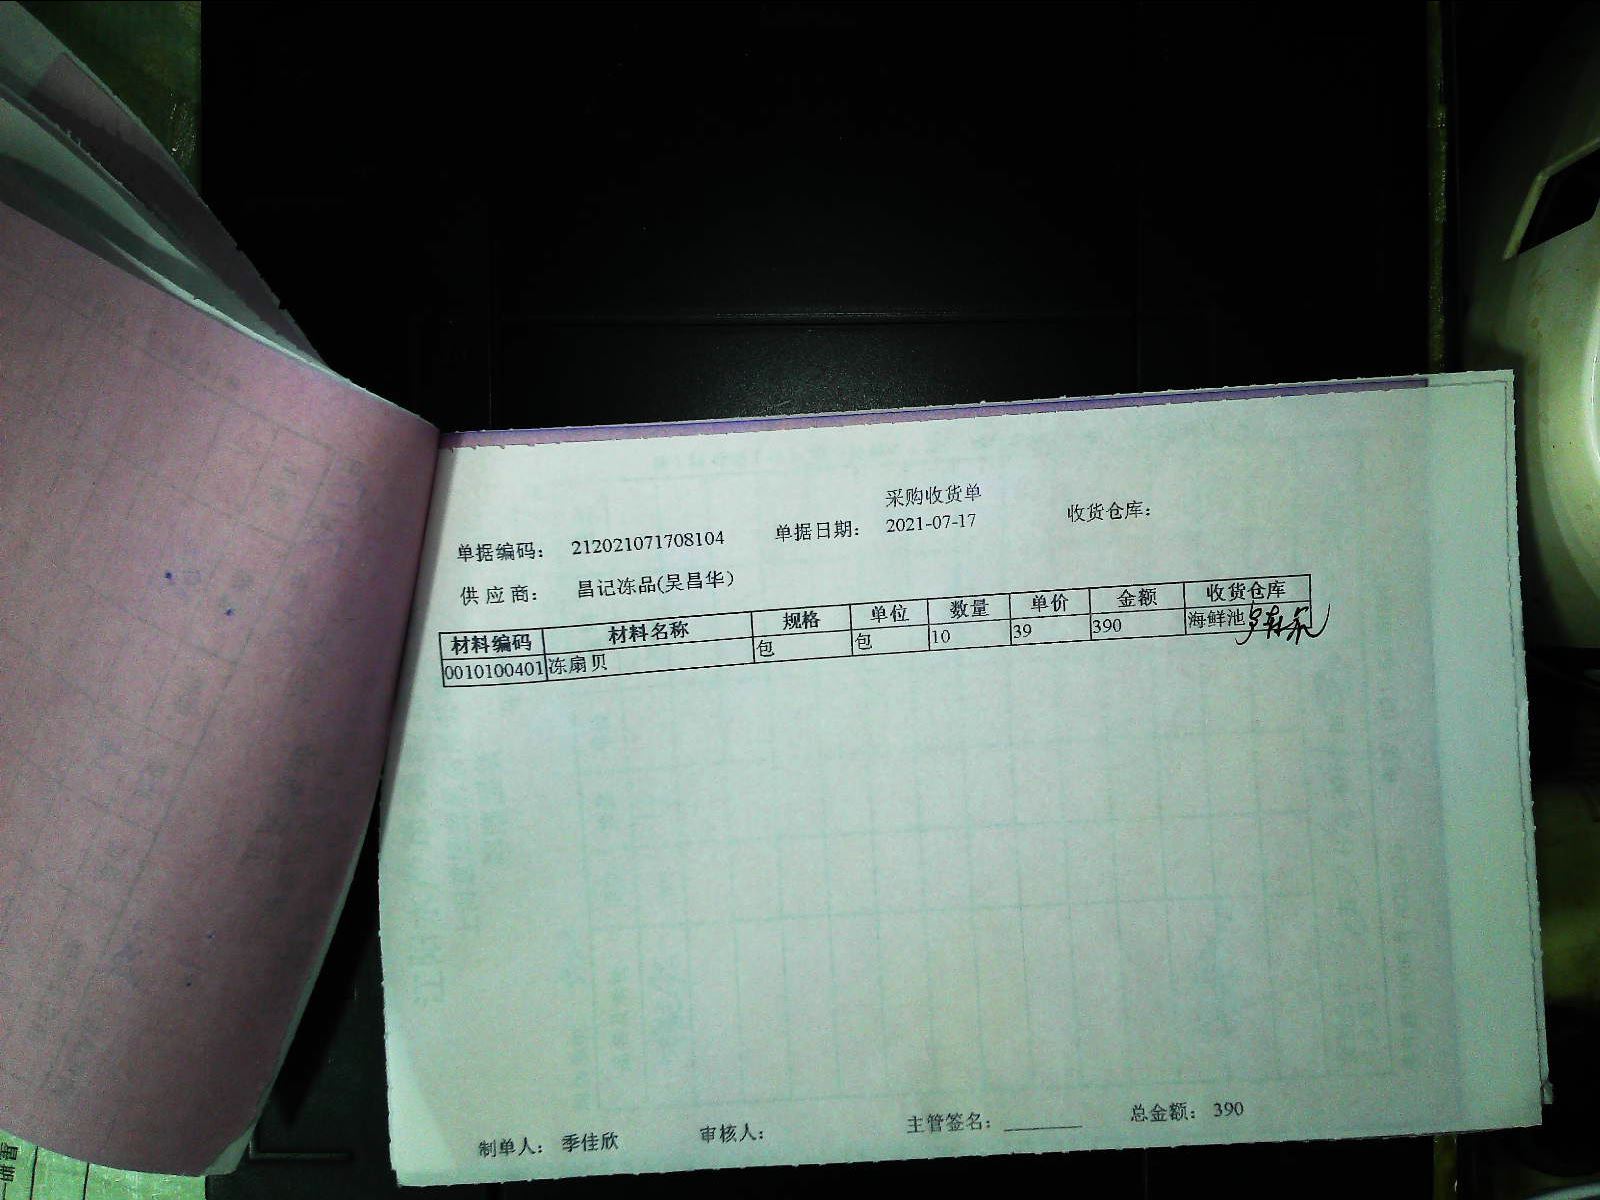 采购收货单
单据编码： 212021071708104 单据日期： 2021-07-17 收货仓库：
供应商： 昌记冻品(吴昌华）
材料编码 材料名称 规格 单位 数量 单价 金额 收货仓库
0010100401 冻扇贝 包 包 10 39 390 海鲜池
制单人： 季佳欣 审核人： 主管签名：________ 总金额： 390